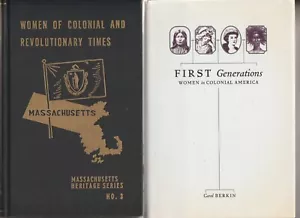 WOMEN OF COLONIAL AND
REVOLUTIONARY TIMES
MASSACHUSETTS
MASSACHUSETTS
HERITAGE SERIES
NO. 3
FIRST Generations
WOMEN in COLONIAL AMERICA
Carol BERKIN